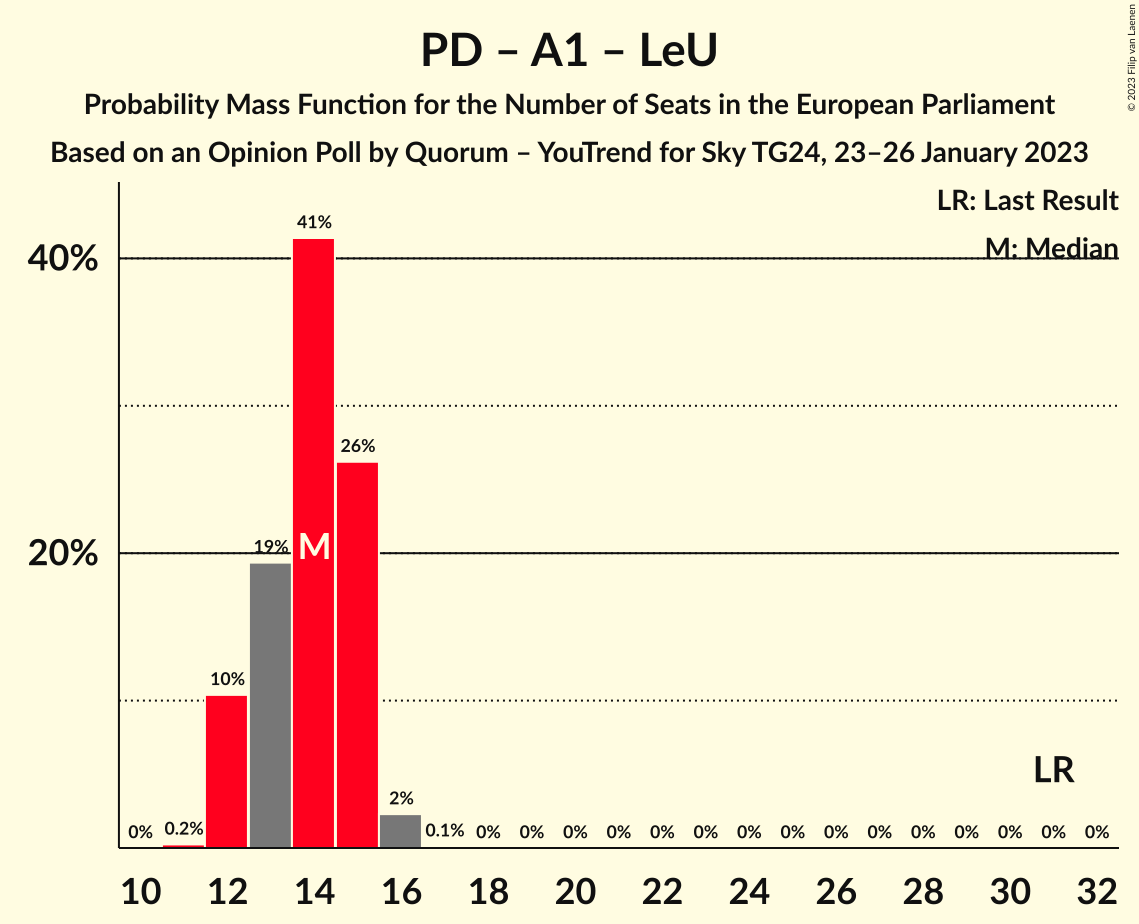 PD – A1 – LeU
Probability Mass Function for the Number of Seats in the European Parliament
Based on an Opinion Poll by Quorum – YouTrend for Sky TG24, 23–26 January 2023
© 2023 Filip van Laenen
LR: Last Result
M: Median
40%
20%
41%
26%
19%
M
10%
2%
0% 0.2% 0.1% 0% 0% 0% 0% 0% 0% 0% 0% 0% 0% 0% 0% 0% 0%
LR
10 12 14 16 18 20 22 24 26 28 30 32